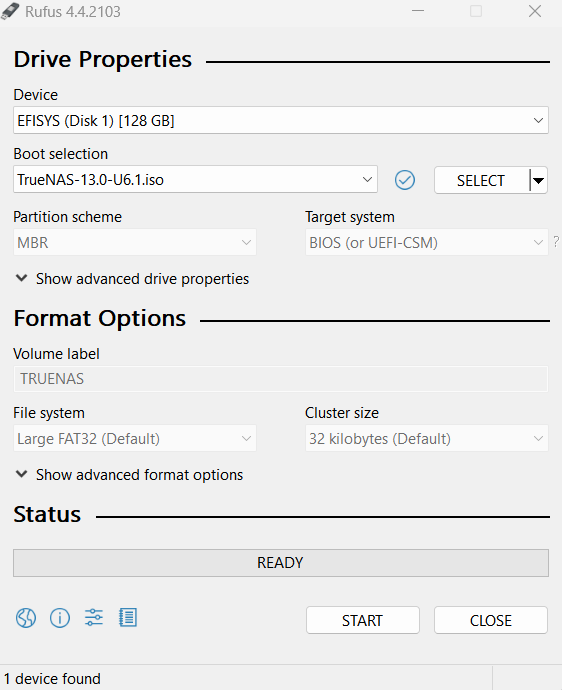 Rufus 4.4.2103
Drive Properties
Device
EFISYS (Disk 1) [128 GB]
Boot selection
TrueNAS-13.0-U6.1.iso
SELECT
Partition scheme
Target system
MBR
BIOS (or UEFI-CSM)
?
Show advanced drive properties
Format Options
Volume label
TRUENAS
File system
Cluster size
Large FAT32 (Default)
32 kilobytes (Default)
Show advanced format options
Status
READY
START
CLOSE
1 device found